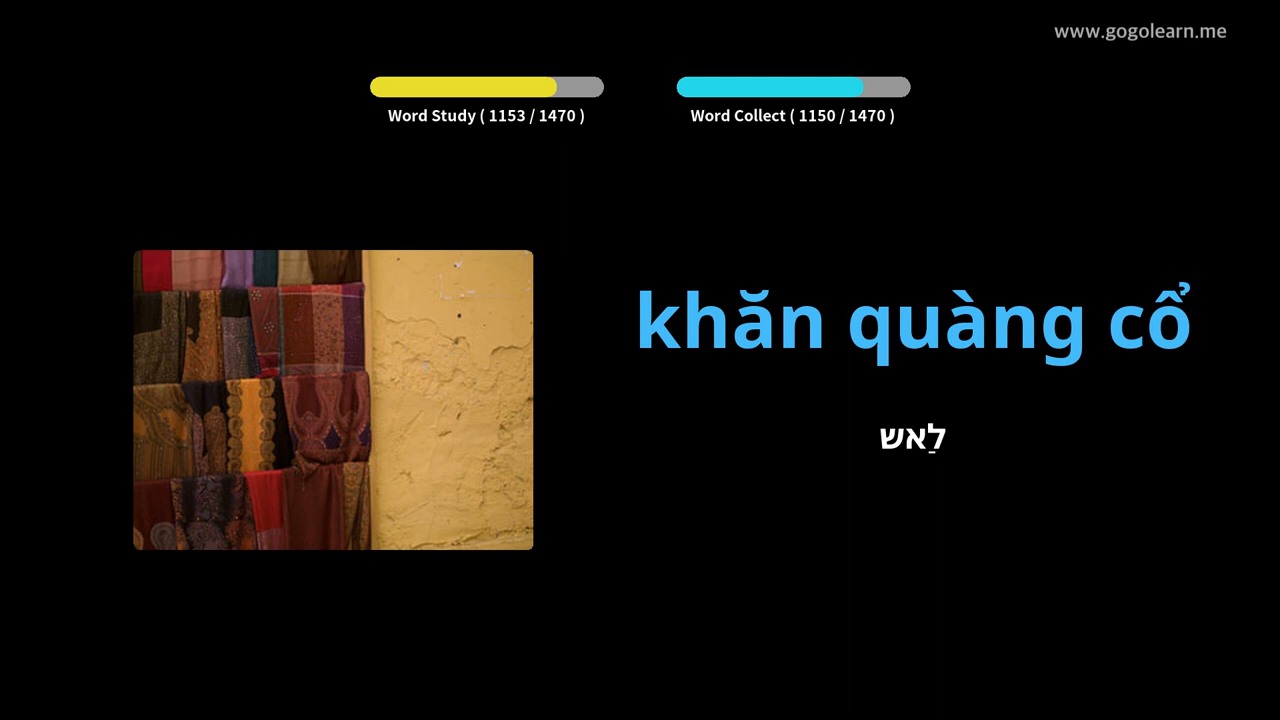 www.gogolearn.me
Word Study ( 1153 / 1470 )
Word Collect ( 1150 / 1470 )
khăn quàng cổ
לַאש